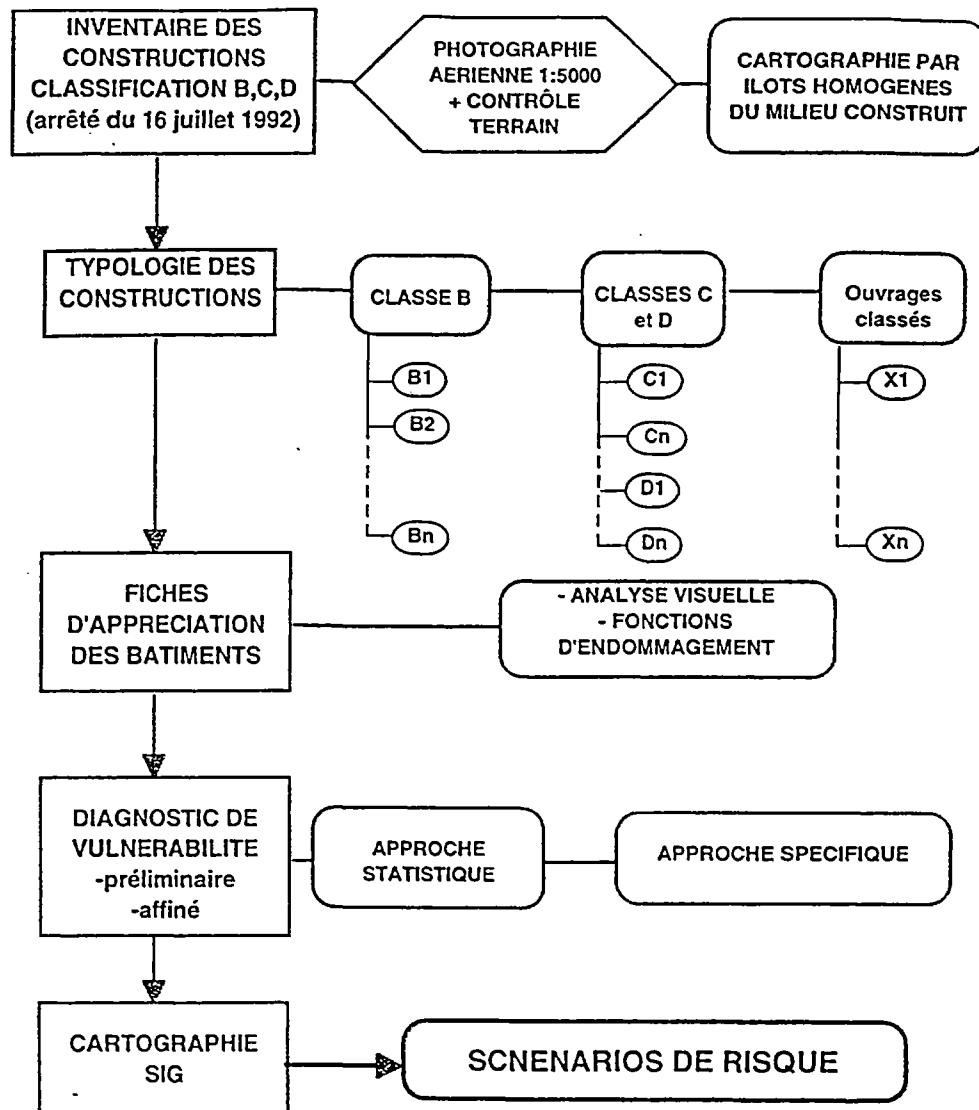 INVENTAIRE DES
CONSTRUCTIONS
CLASSIFICATION B,C,D
(arrêté du 16 juillet 1992)
PHOTOGRAPHIE
AERIENNE 1:5000
+ CONTRÔLE
TERRAIN
CARTOGRAPHIE PAR
ILOTS HOMOGENES
DU MILIEU CONSTRUIT
TYPOLOGIE DES
CONSTRUCTIONS
CLASSE B
B1
B2
Bn
CLASSES C
et D
C1
Cn
D1
Dn
Ouvrages
classés
X1
Xn
FICHES
D'APPRECIATION
DES BATIMENTS
- ANALYSE VISUELLE
- FONCTIONS
D'ENDOMMAGEMENT
DIAGNOSTIC DE
VULNERABILITE
-préliminaire
-affiné
APPROCHE
STATISTIQUE
APPROCHE SPECIFIQUE
CARTOGRAPHIE
SIG
SCNENARIOS DE RISQUE